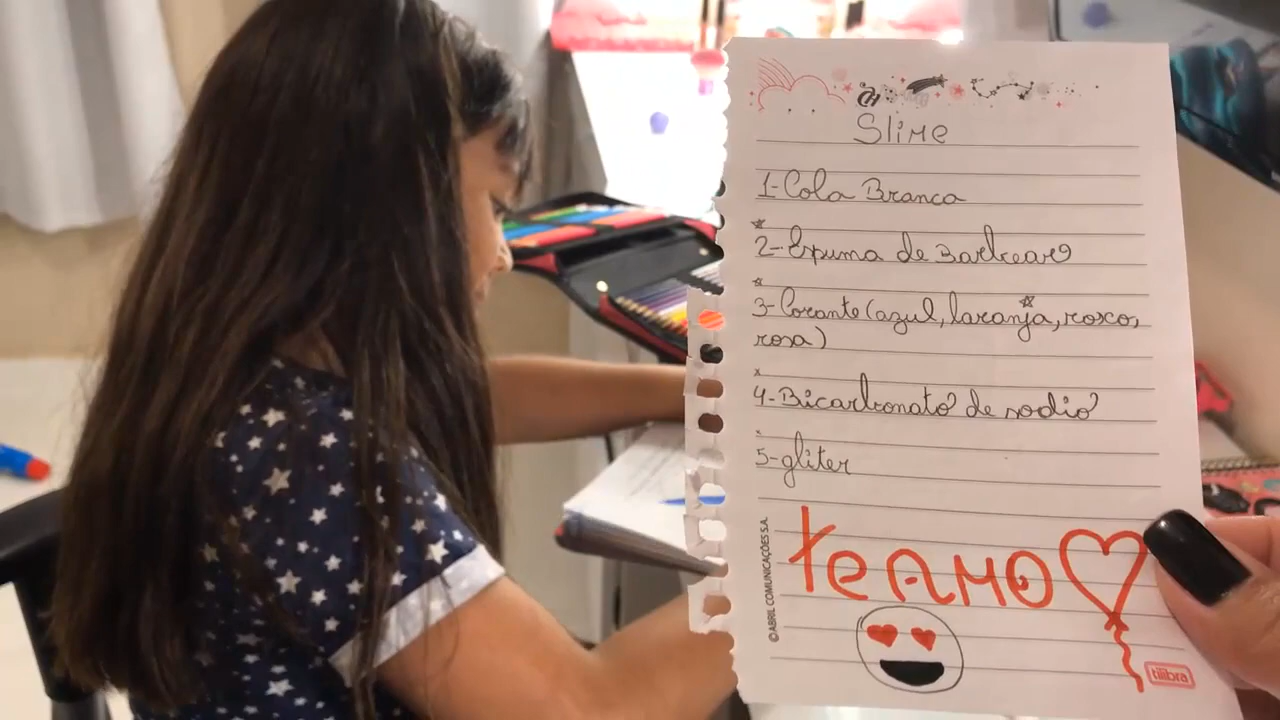 Slime
1-Cola Branca
2-Espuma de Barbear
3-Corante(azul, laranja, roxo,
rosa)
4-Bicarbonato de sodio
5-gliter
te AMO
©ABRIL COMUNICAÇÕES S.A.
tilibra